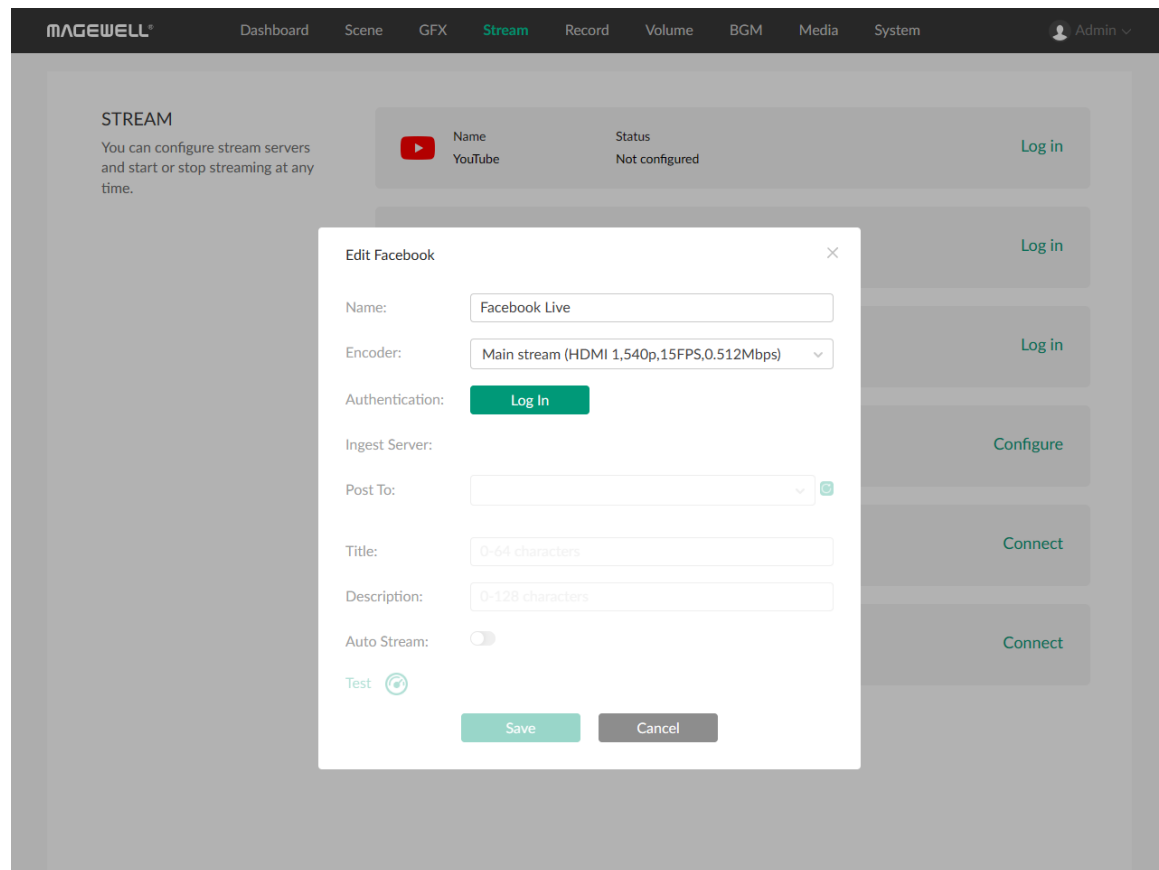 MAGEWELL® Dashboard Scene GFX Stream Record Volume BGM Media System Admin
STREAM
You can configure stream servers
and start or stop streaming at any
time.
Name Status
YouTube Not configured
Log in
Log in
Log in
Configure
Connect
Connect
Edit Facebook
Name: Facebook Live
Encoder: Main stream (HDMI 1,540p,15FPS,0.512Mbps)
Authentication: Log In
Ingest Server:
Post To:
Title: 0-64 characters
Description: 0-128 characters
Auto Stream:
Test
Save Cancel